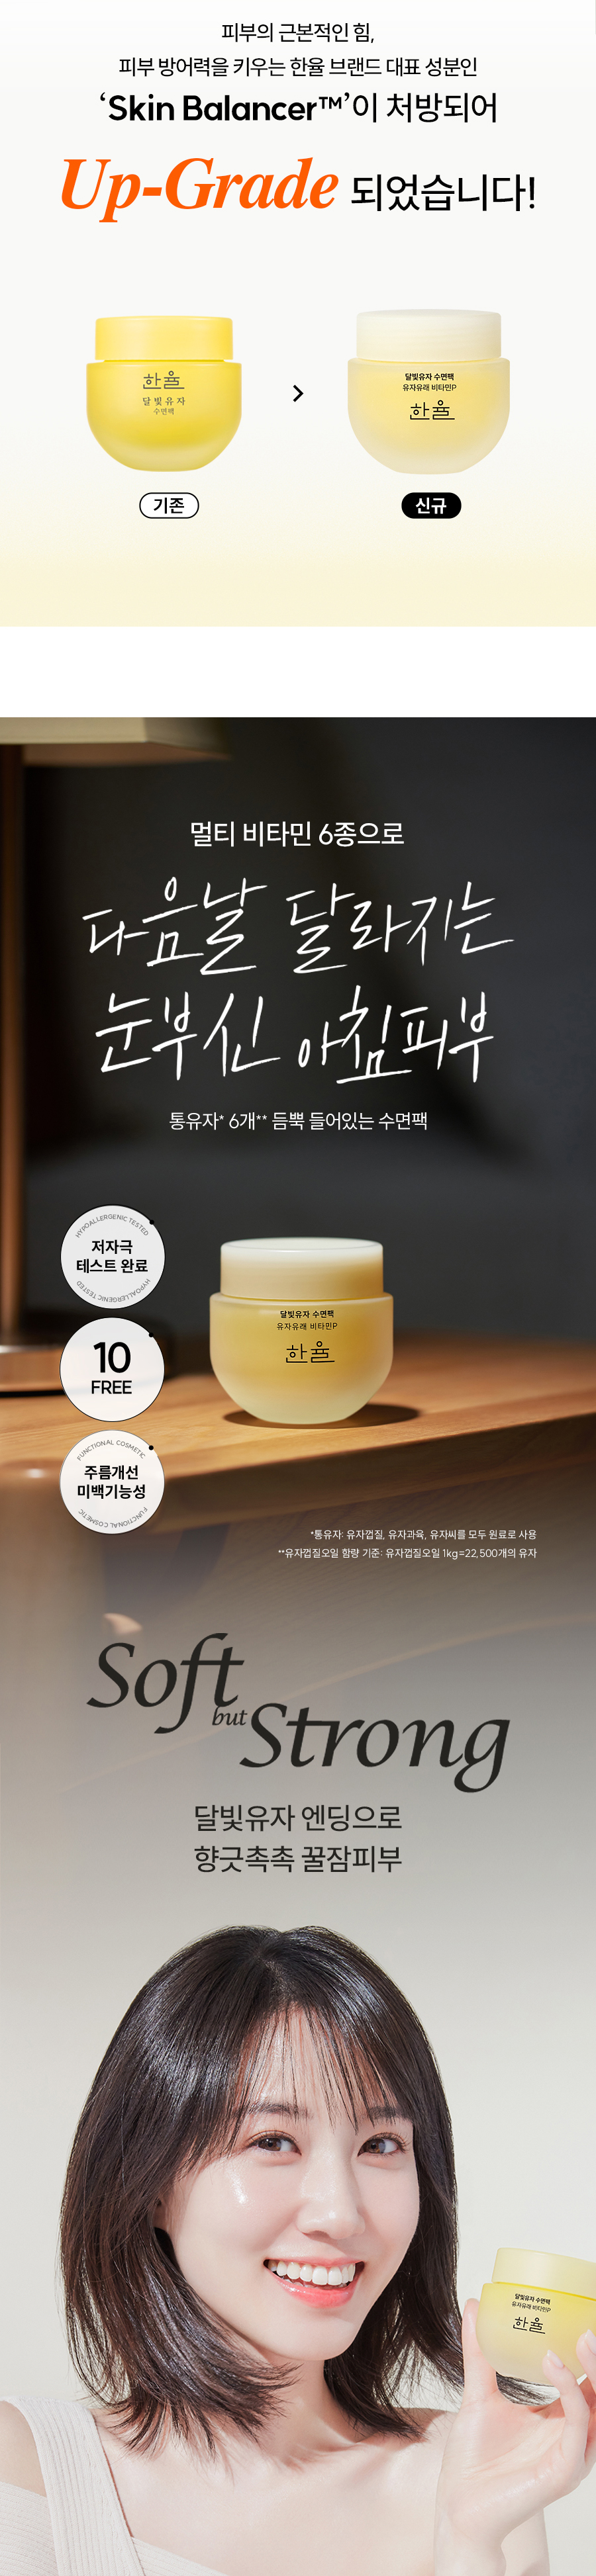 피부의 근본적인 힘,
피부 방어력을 키우는 한율 브랜드 대표 성분인
‘Skin Balancer™’이 처방되어
Up-Grade 되었습니다!
한율
달빛유자
수면팩
달빛유자 수면팩
유자유래 비타민P
한율
기존
신규
멀티 비타민 6종으로
다음날 달라지는
눈부신 아침피부
통유자* 6개** 듬뿍 들어있는 수면팩
HYPOALLERGENIC TESTED
저자극
테스트 완료
HYPOALLERGENIC TESTED
10
FREE
FUNCTIONAL COSMETIC
주름개선
미백기능성
FUNCTIONAL COSMETIC
달빛유자 수면팩
유자유래 비타민P
한율
*통유자: 유자껍질, 유자과육, 유자씨를 모두 원료로 사용
**유자껍질오일 함량 기준: 유자껍질오일 1kg=22,500개의 유자
Soft
but
Strong
달빛유자 엔딩으로
향긋촉촉 꿀잠피부
달빛유자 수면팩
유자유래 비타민P
한율